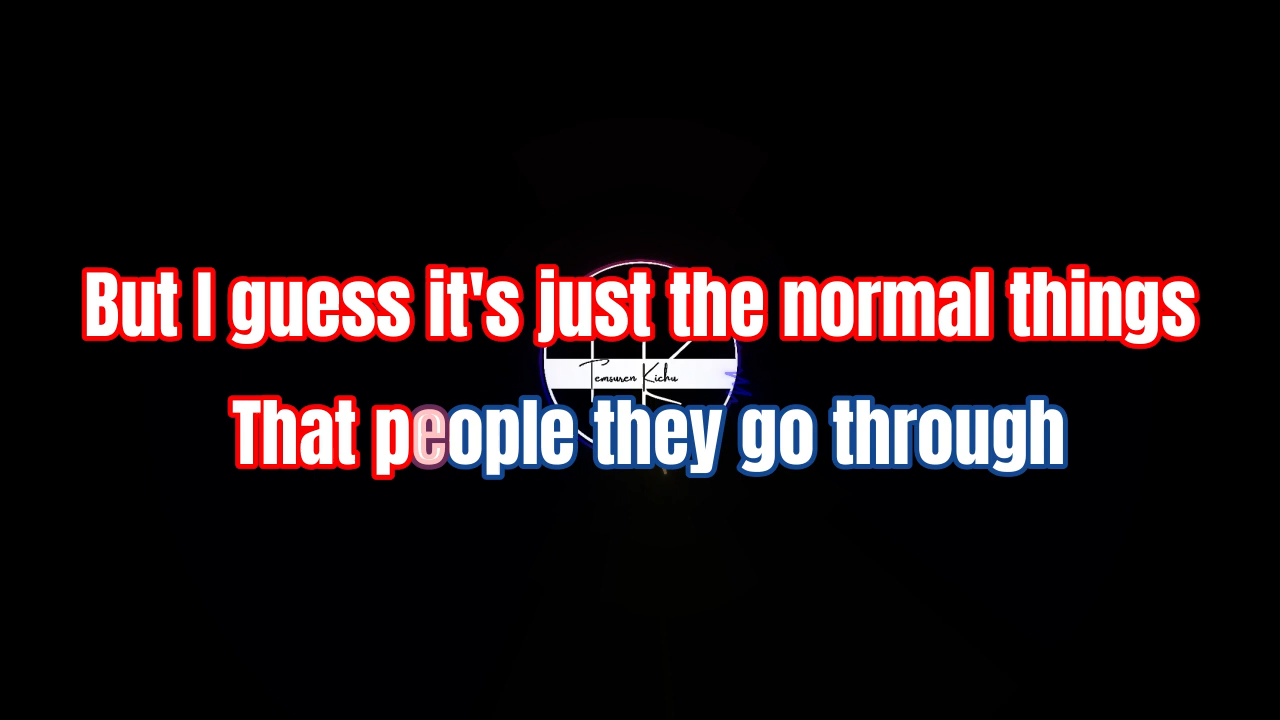 But I guess it's just the normal things
Temsuren Kichu
That people they go through